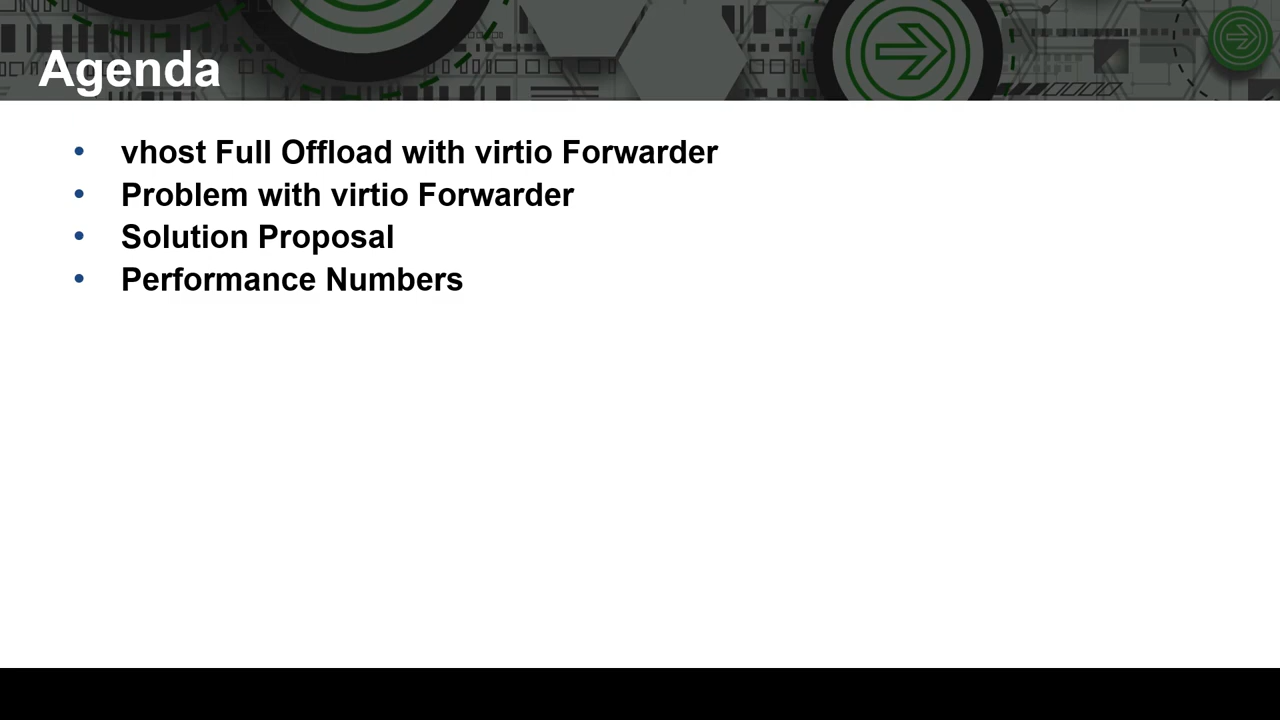 Agenda
• vhost Full Offload with virtio Forwarder
• Problem with virtio Forwarder
• Solution Proposal
• Performance Numbers